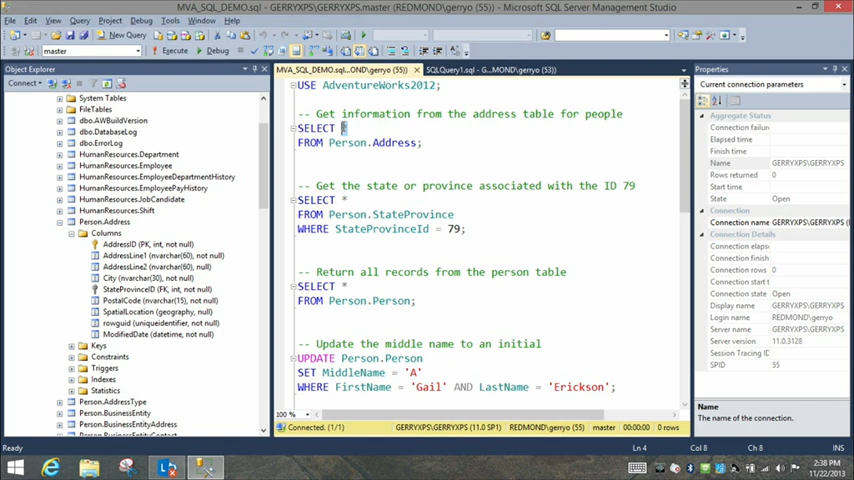 MVA_SQL_DEMO.sql - GERRYXPS\GERRYXPS.master (REDMOND\gerryo (55)) - Microsoft SQL Server Management Studio
File Edit View Query Project Debug Tools Window Help
New Query
master Execute Debug
Object Explorer
Connect
System Tables
FileTables
dbo.AWBuildVersion
dbo.DatabaseLog
dbo.ErrorLog
HumanResources.Department
HumanResources.Employee
HumanResources.EmployeeDepartmentHistory
HumanResources.EmployeePayHistory
HumanResources.JobCandidate
HumanResources.Shift
Person.Address
Columns
AddressID (PK, int, not null)
AddressLine1 (nvarchar(60), not null)
AddressLine2 (nvarchar(60), null)
City (nvarchar(30), not null)
StateProvinceID (FK, int, not null)
PostalCode (nvarchar(15), not null)
SpatialLocation (geography, null)
rowguid (uniqueidentifier, not null)
ModifiedDate (datetime, not null)
Keys
Constraints
Triggers
Indexes
Statistics
Person.AddressType
Person.BusinessEntity
Person.BusinessEntityAddress
MVA_SQL_DEMO.sql...OND\gerryo (55))
SQLQuery1.sql - G...MOND\gerryo (53))
USE AdventureWorks2012;
-- Get information from the address table for people
SELECT *
FROM Person.Address;
-- Get the state or province associated with the ID 79
SELECT *
FROM Person.StateProvince
WHERE StateProvinceId = 79;
-- Return all records from the person table
SELECT *
FROM Person.Person;
-- Update the middle name to an initial
UPDATE Person.Person
SET MiddleName = 'A'
WHERE FirstName = 'Gail' AND LastName = 'Erickson';
100 %
Connected. (1/1) GERRYXPS\GERRYXPS (11.0 SP1) REDMOND\gerryo (55) master 00:00:00 0 rows
Properties
Current connection parameters
Aggregate Status
Connection failure
Elapsed time
Finish time
Name GERRYXPS\GERRYXPS
Rows returned 0
Start time
State Open
Connection
Connection name GERRYXPS\GERRYXPS (
Connection Details
Connection elapse
Connection finish
Connection rows 0
Connection start t
Connection state Open
Display name GERRYXPS\GERRYXPS
Login name REDMOND\gerryo
Server name GERRYXPS\GERRYXPS
Server version 11.0.3128
Session Tracing ID
SPID 55
Name
The name of the connection.
Ready Ln 4 Col 8 Ch 8 INS
2:38 PM
11/22/2013